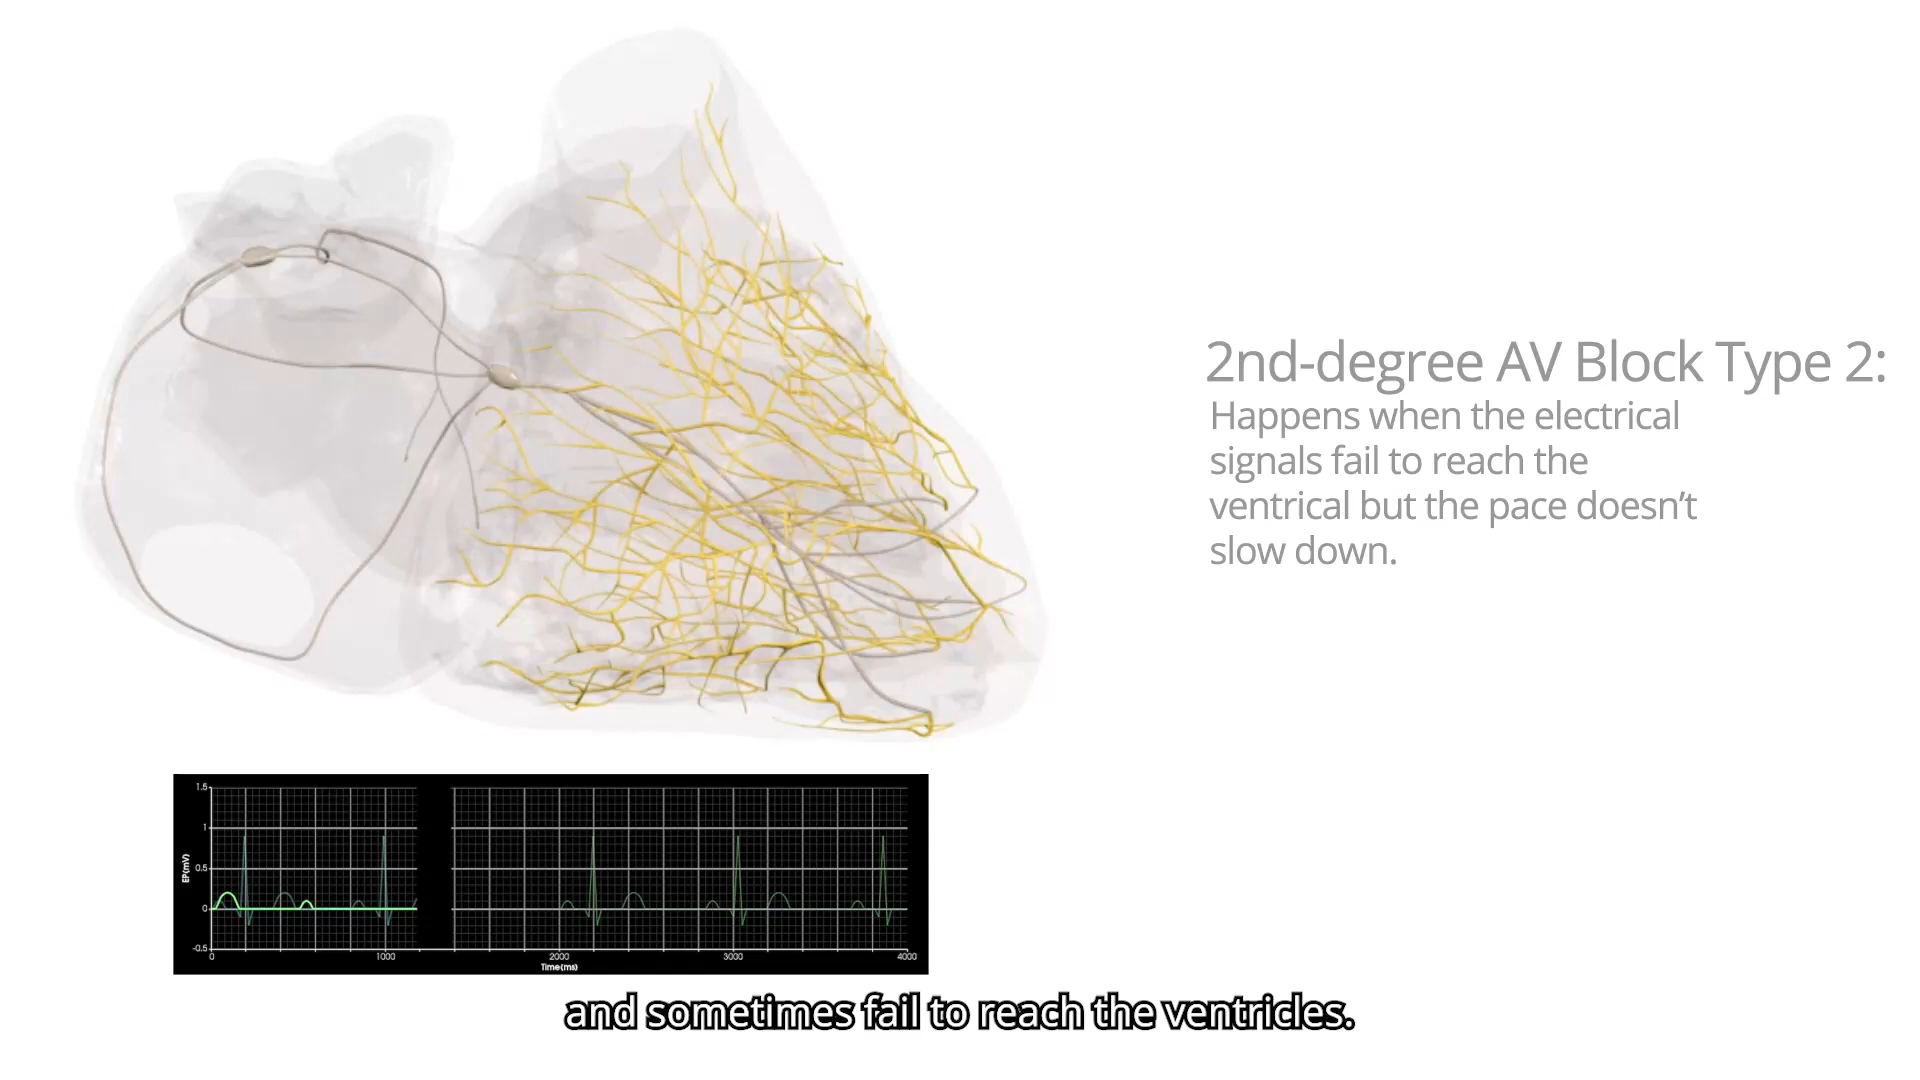 2nd-degree AV Block Type 2:
Happens when the electrical
signals fail to reach the
ventrical but the pace doesn’t
slow down.
1.5
1
0.5
0
-0.5
EP(mV)
0 1000 2000 3000 4000
Time(ms)
and sometimes fail to reach the ventricles.